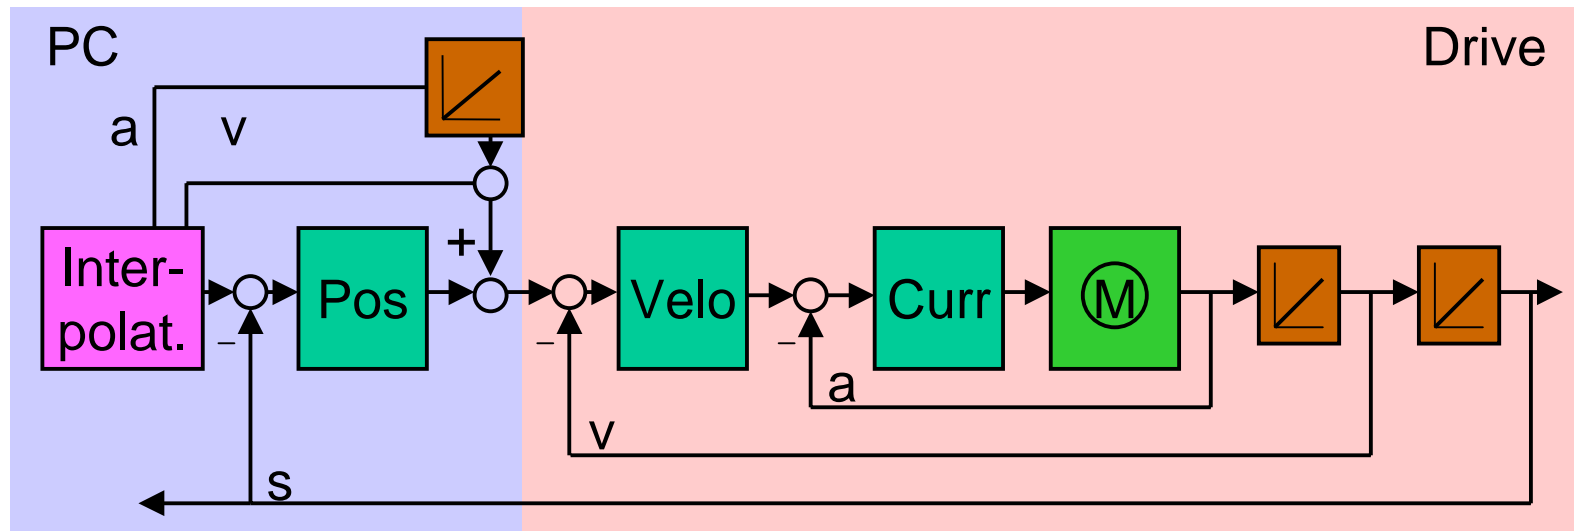 PC
Drive
a
v
+
Inter-
polat.
Pos
Velo
Curr
M
–
–
–
a
v
s